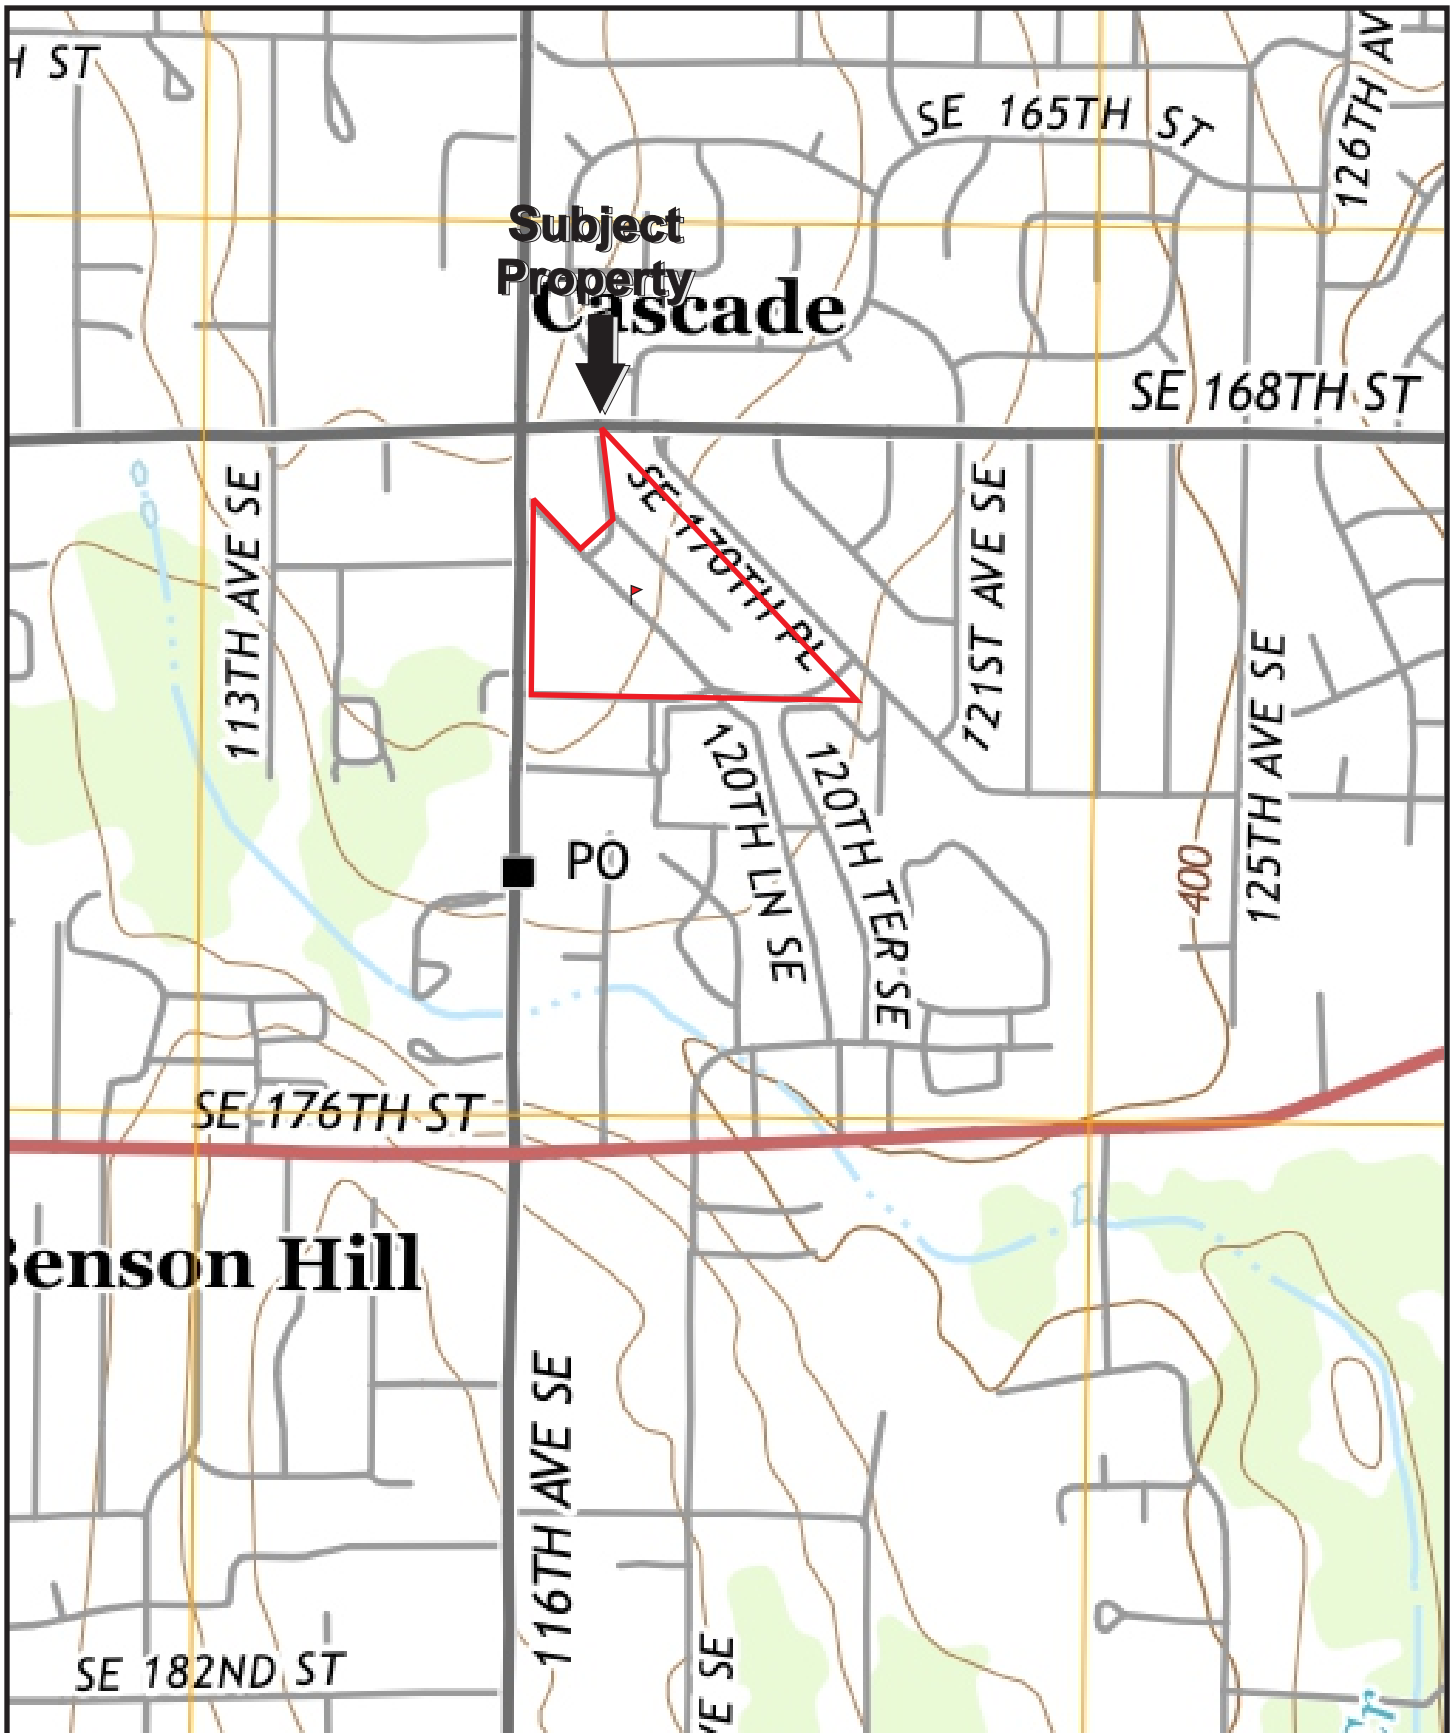 H ST
126TH AV
SE 165TH ST
Subject
Property
Cascade
SE 168TH ST
SE 170TH PL
113TH AVE SE
121ST AVE SE
125TH AVE SE
120TH LN SE
120TH TER SE
PO
400
SE 176TH ST
Benson Hill
116TH AVE SE
SE 182ND ST
VE SE